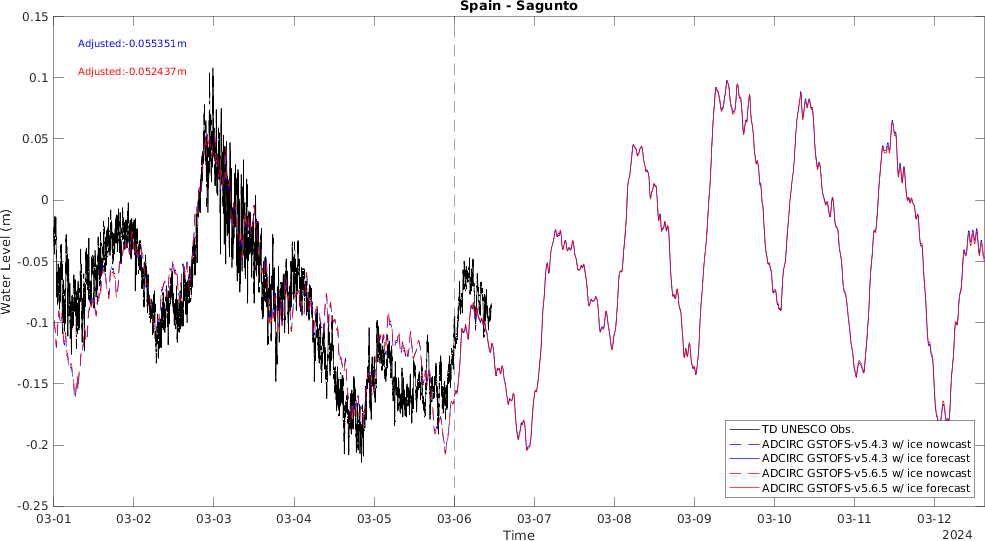 Spain - Sagunto
0.15
0.1
0.05
0
-0.05
-0.1
-0.15
-0.2
-0.25
Water Level (m)
Adjusted:-0.055351m
Adjusted:-0.052437m
TD UNESCO Obs.
ADCIRC GSTOFS-v5.4.3 w/ ice nowcast
ADCIRC GSTOFS-v5.4.3 w/ ice forecast
ADCIRC GSTOFS-v5.6.5 w/ ice nowcast
ADCIRC GSTOFS-v5.6.5 w/ ice forecast
03-01 03-02 03-03 03-04 03-05 03-06 03-07 03-08 03-09 03-10 03-11 03-12
Time
2024